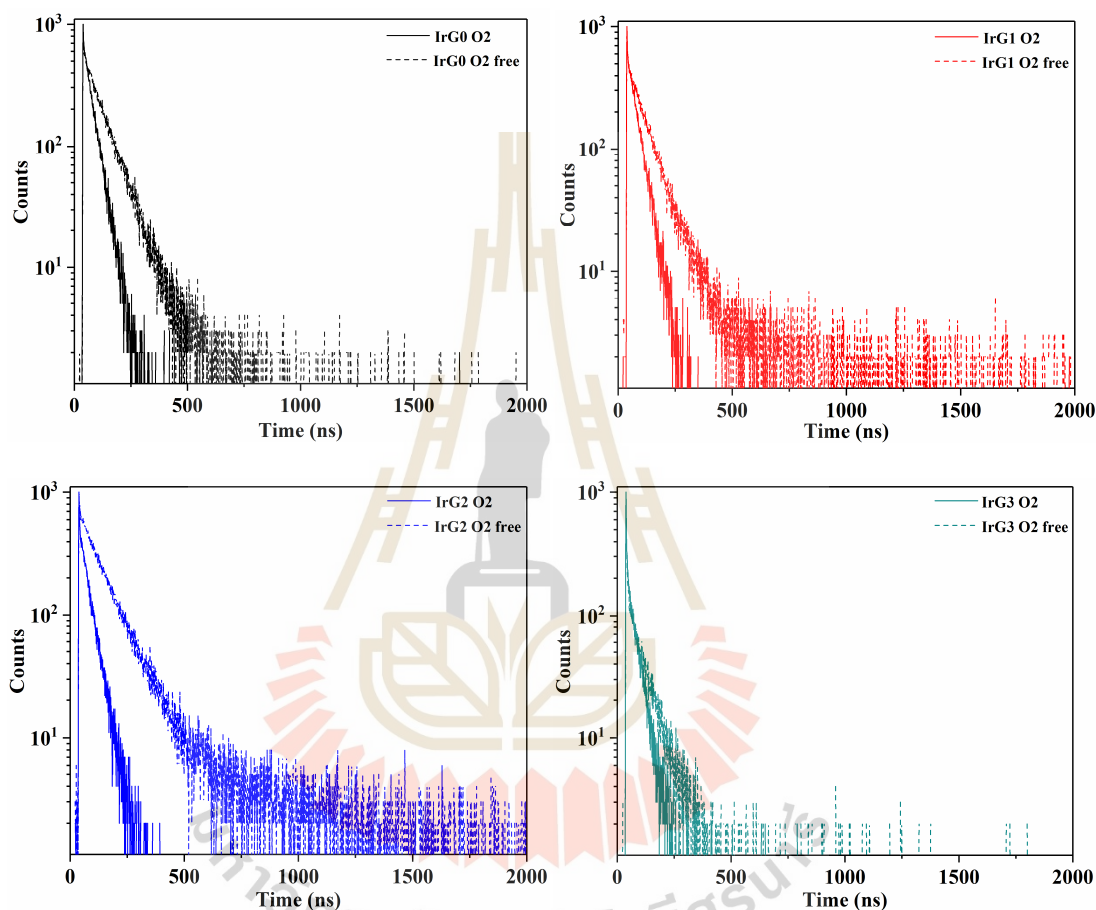 IrG0 O2
IrG0 O2 free
10³
10²
10¹
Counts
0 500 1000 1500 2000
Time (ns)
IrG1 O2
IrG1 O2 free
10³
10²
10¹
Counts
0 500 1000 1500 2000
Time (ns)
IrG2 O2
IrG2 O2 free
10³
10²
10¹
Counts
0 500 1000 1500 2000
Time (ns)
IrG3 O2
IrG3 O2 free
10³
10²
10¹
Counts
0 500 1000 1500 2000
Time (ns)